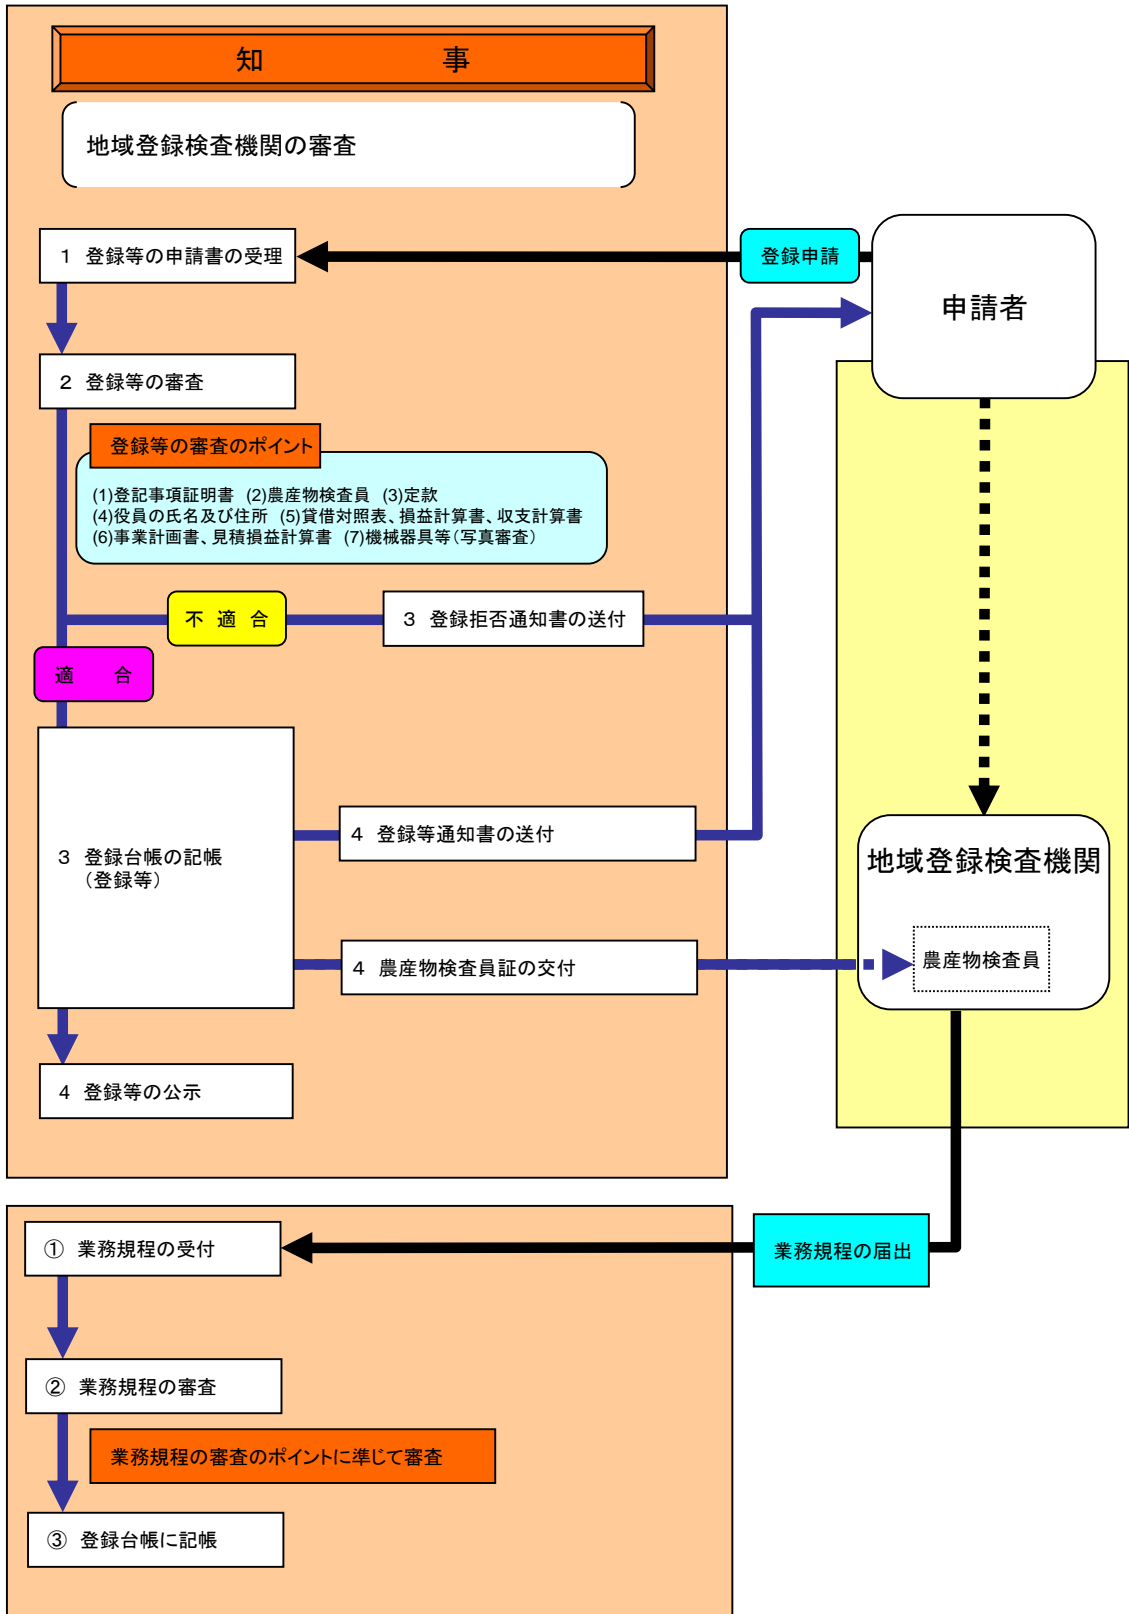 知　　　事
地域登録検査機関の審査
1 登録等の申請書の受理
登録申請
申請者
2 登録等の審査
登録等の審査のポイント
(1)登記事項証明書 (2)農産物検査員 (3)定款
(4)役員の氏名及び住所 (5)貸借対照表、損益計算書、収支計算書
(6)事業計画書、見積損益計算書 (7)機械器具等(写真審査)
不 適 合
3 登録拒否通知書の送付
適　合
3 登録台帳の記帳
(登録等)
4 登録等通知書の送付
地域登録検査機関
4 農産物検査員証の交付
農産物検査員
4 登録等の公示
① 業務規程の受付
業務規程の届出
② 業務規程の審査
業務規程の審査のポイントに準じて審査
③ 登録台帳に記帳